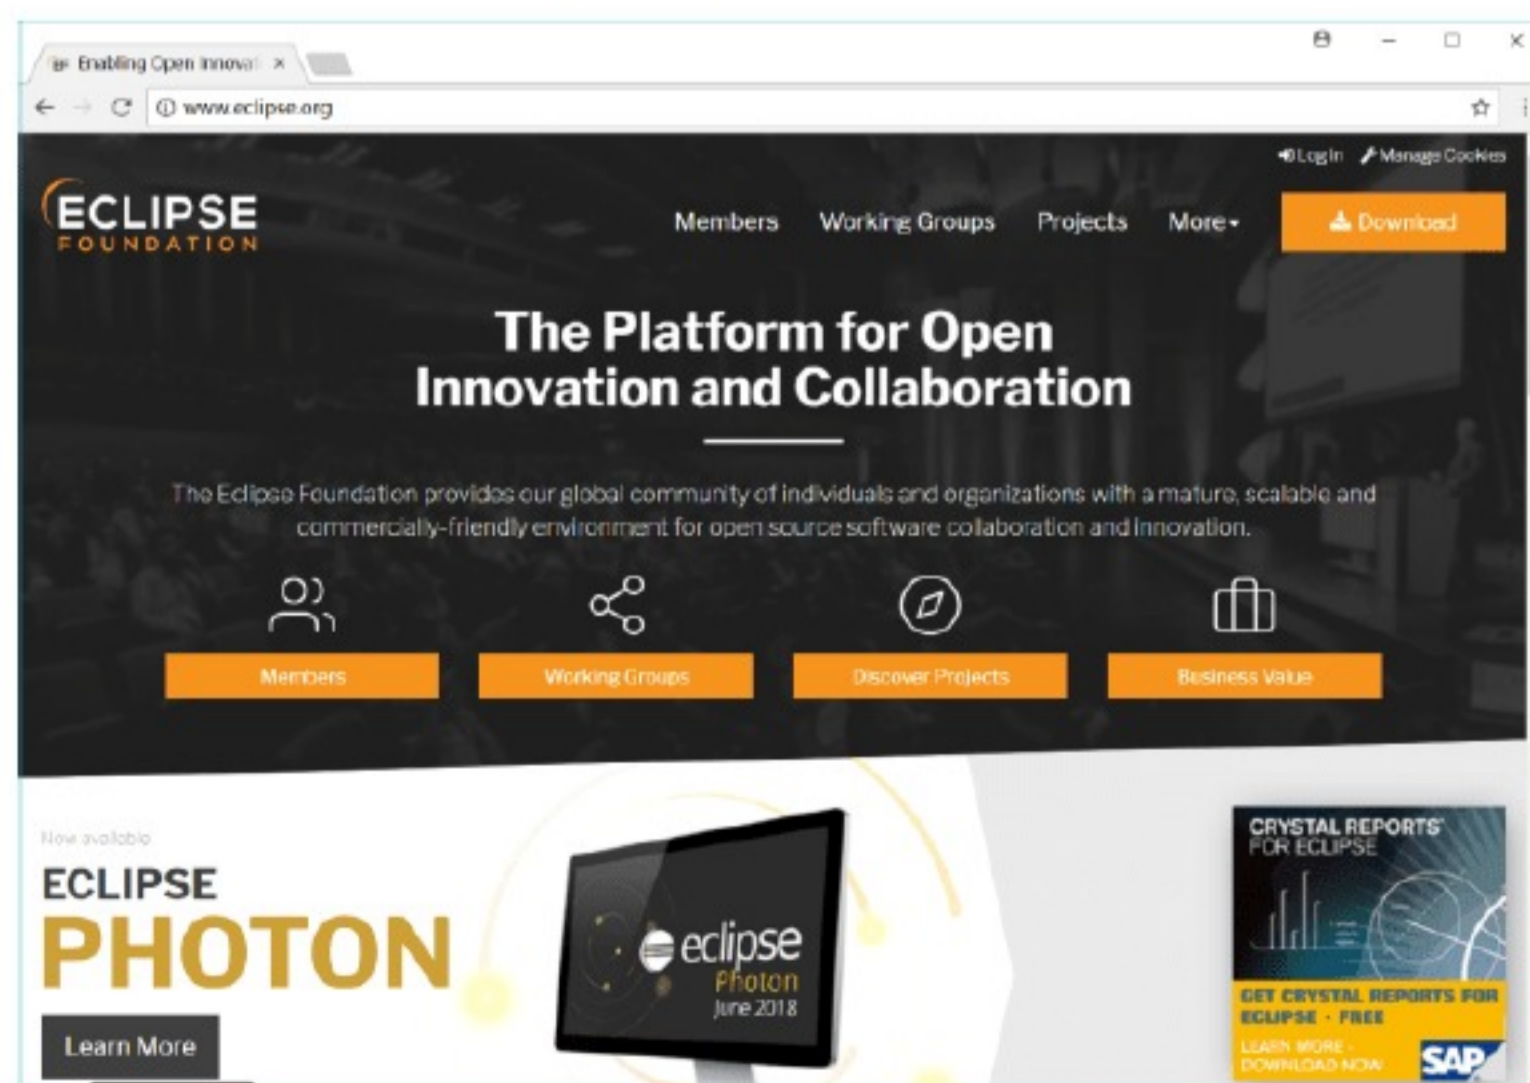 Enabling Open Innovat
www.eclipse.org
Log in Manage Cookies
ECLIPSE
FOUNDATION
Members Working Groups Projects More Download
The Platform for Open
Innovation and Collaboration
The Eclipse Foundation provides our global community of individuals and organizations with a mature, scalable and
commercially-friendly environment for open source software collaboration and innovation.
Members Working Groups Discover Projects Business Value
Now available
ECLIPSE
PHOTON
Learn More
eclipse
Photon
June 2018
CRYSTAL REPORTS
FOR ECLIPSE
GET CRYSTAL REPORTS FOR
ECLIPSE - FREE
LEARN MORE -
DOWNLOAD NOW
SAP